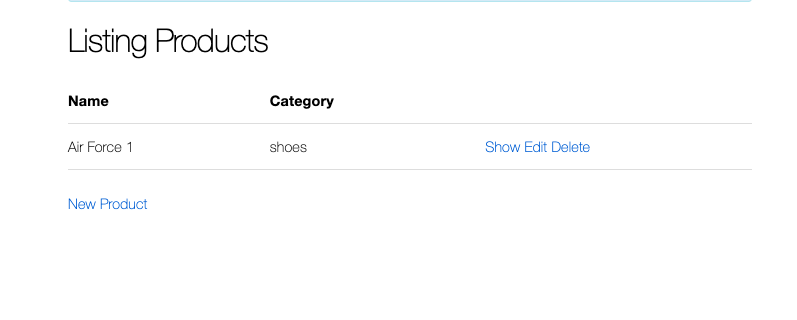 Listing Products
Name Category
Air Force 1 shoes Show Edit Delete
New Product